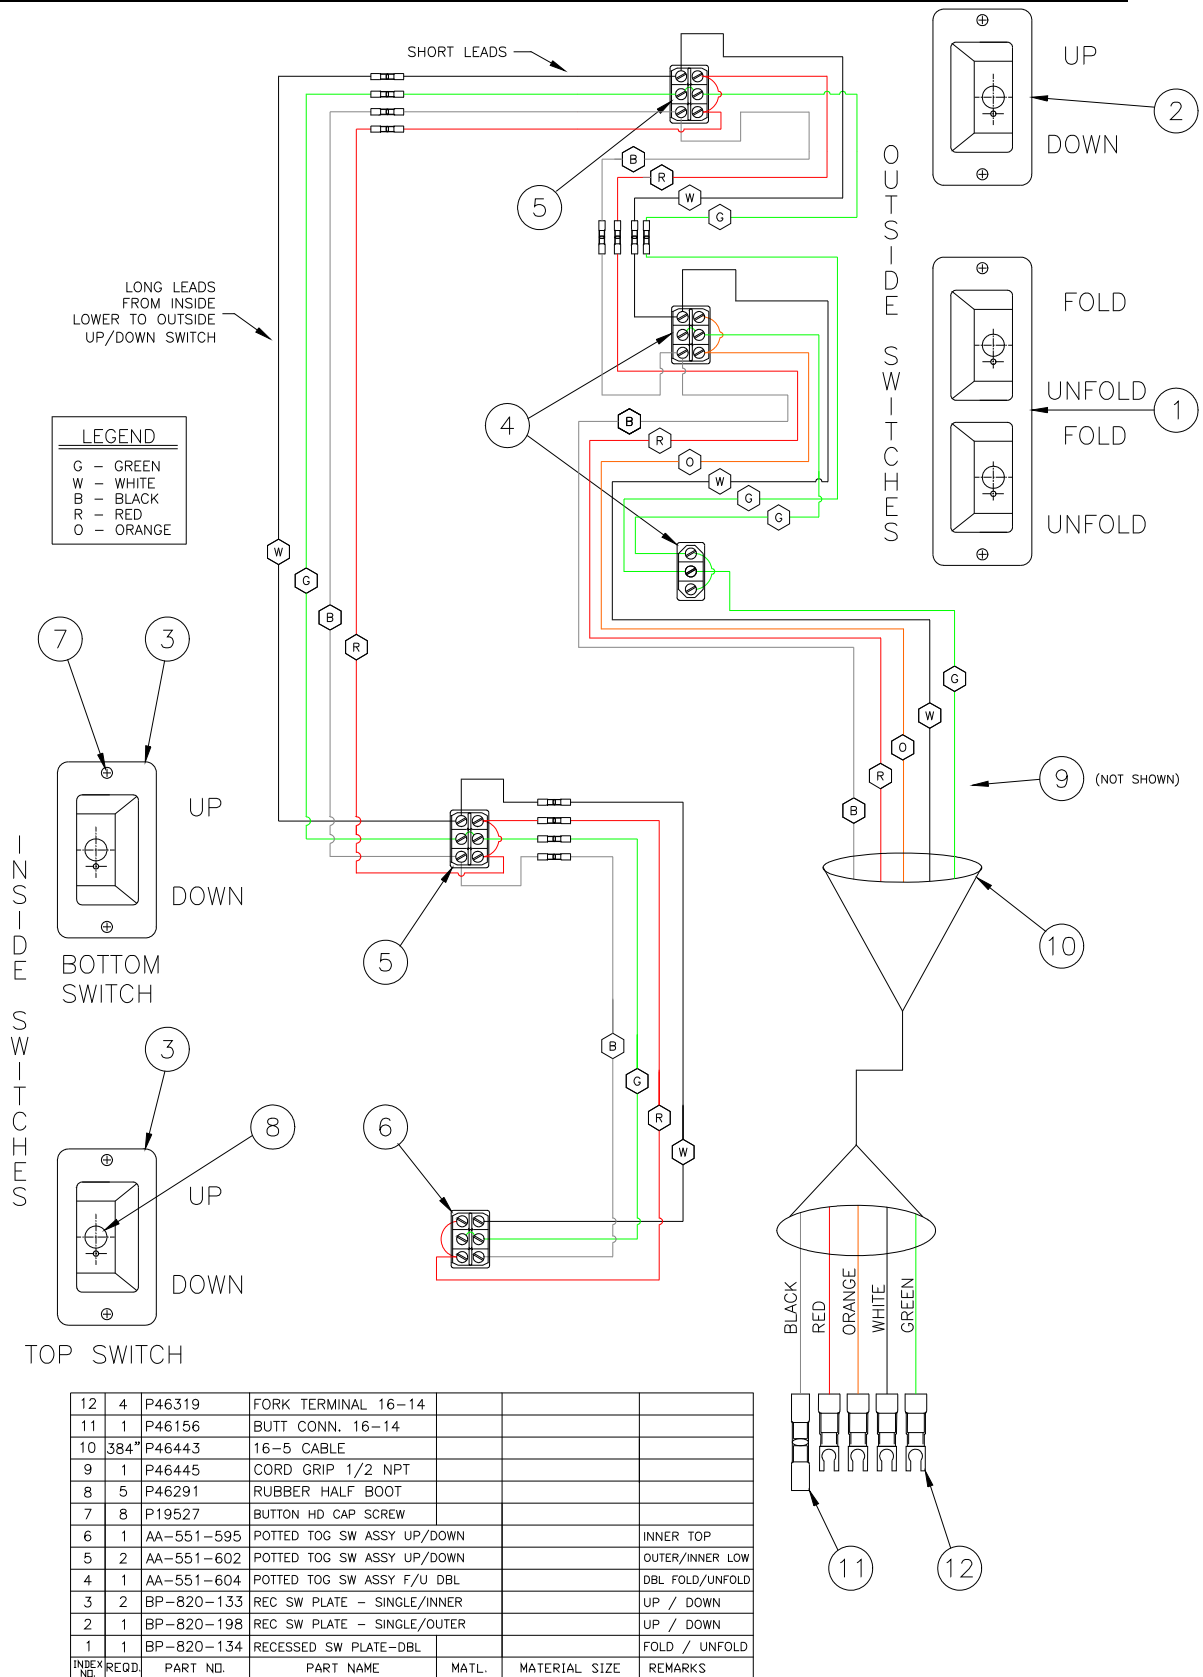 SHORT LEADS
UP
2
DOWN
5
B
R
W
G
OUTSIDE SWITCHES
LONG LEADS
FROM INSIDE
LOWER TO OUTSIDE
UP/DOWN SWITCH
FOLD
UNFOLD
1
FOLD
UNFOLD
4
B
R
O
W
G
G
LEGEND
G – GREEN
W – WHITE
B – BLACK
R – RED
O – ORANGE
W
G
B
R
7
3
G
W
O
R
B
9
(NOT SHOWN)
UP
DOWN
INSIDE SWITCHES
BOTTOM
SWITCH
5
10
3
B
G
R
W
8
6
UP
DOWN
TOP SWITCH
BLACK
RED
ORANGE
WHITE
GREEN
11
12
12 4 P46319 FORK TERMINAL 16–14
11 1 P46156 BUTT CONN. 16–14
10 384" P46443 16–5 CABLE
9 1 P46445 CORD GRIP 1/2 NPT
8 5 P46291 RUBBER HALF BOOT
7 8 P19527 BUTTON HD CAP SCREW
6 1 AA–551–595 POTTED TOG SW ASSY UP/DOWN INNER TOP
5 2 AA–551–602 POTTED TOG SW ASSY UP/DOWN OUTER/INNER LOW
4 1 AA–551–604 POTTED TOG SW ASSY F/U DBL DBL FOLD/UNFOLD
3 2 BP–820–133 REC SW PLATE – SINGLE/INNER UP / DOWN
2 1 BP–820–198 REC SW PLATE – SINGLE/OUTER UP / DOWN
1 1 BP–820–134 RECESSED SW PLATE–DBL FOLD / UNFOLD
INDEX NO. REQD. PART NO. PART NAME MATL. MATERIAL SIZE REMARKS